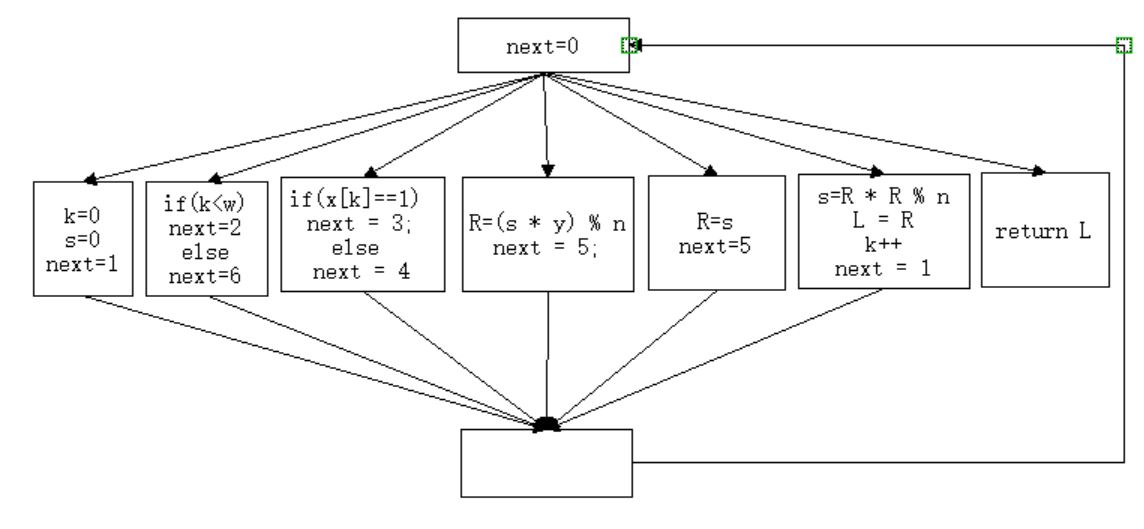 next=0
k=0
s=0
next=1
if(k<w)
next=2
else
next=6
if(x[k]==1)
next = 3;
else
next = 4
R=(s * y) % n
next = 5;
R=s
next=5
s=R * R % n
L = R
k++
next = 1
return L